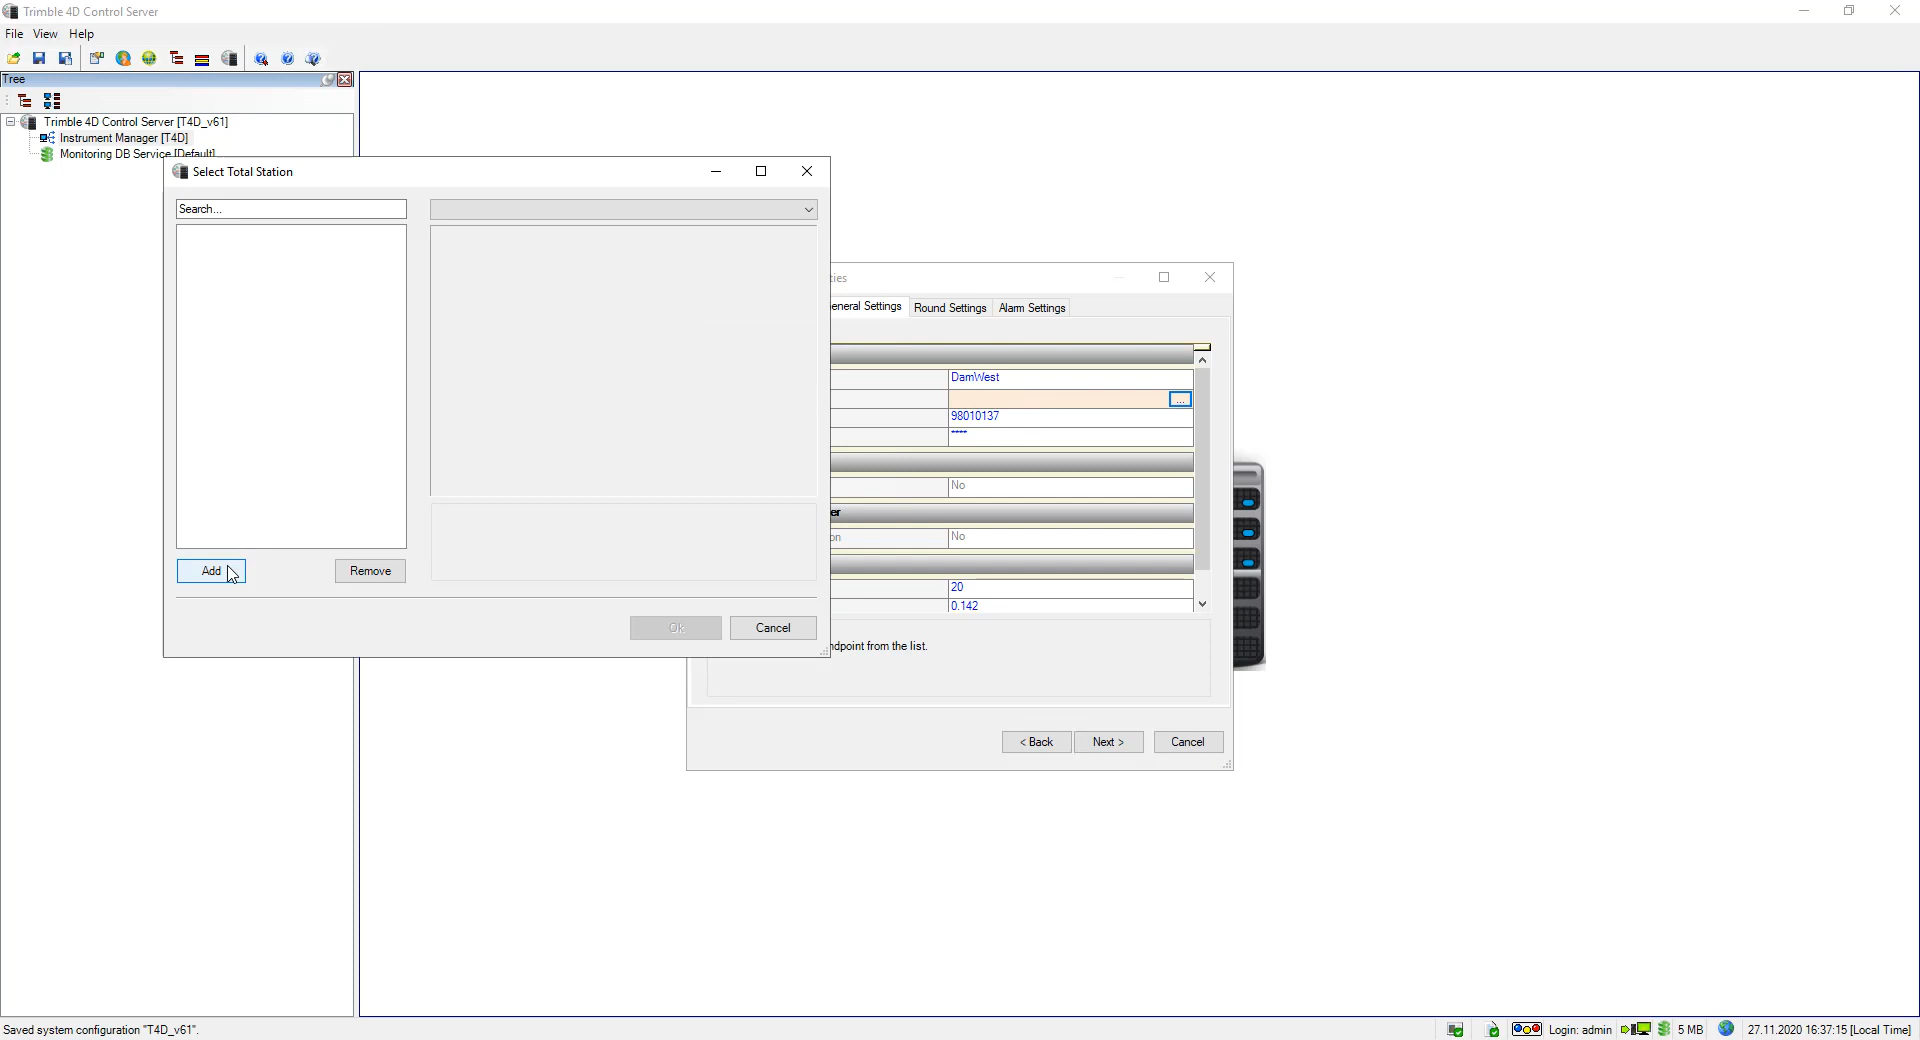 Trimble 4D Control Server
File View Help
Tree
Trimble 4D Control Server [T4D_v61]
Instrument Manager [T4D]
Monitoring DB Service [Default]
Select Total Station
Search...
Add
Remove
Ok
Cancel
ties
eneral Settings
Round Settings
Alarm Settings
DamWest
...
98010137
****
No
er
on
No
20
0.142
ndpoint from the list.
< Back
Next >
Cancel
Saved system configuration "T4D_v61".
Login: admin
5 MB
27.11.2020 16:37:15 [Local Time]